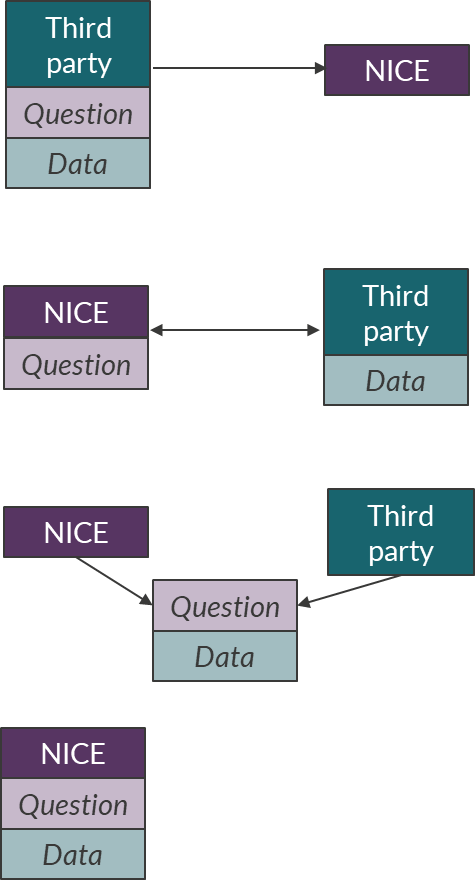 Third
party
Question
Data
NICE
NICE
Question
Third
party
Data
NICE
Third
party
Question
Data
NICE
Question
Data